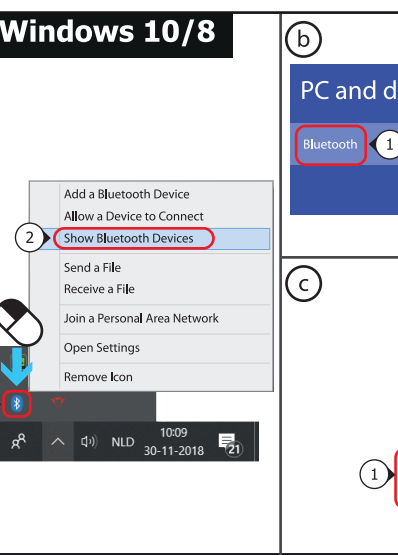 Windows 10/8
Add a Bluetooth Device
Allow a Device to Connect
2
Show Bluetooth Devices
Send a File
Receive a File
Join a Personal Area Network
Open Settings
Remove Icon
NLD
10:09
30-11-2018
21
b
PC and d
Bluetooth
1
c
1